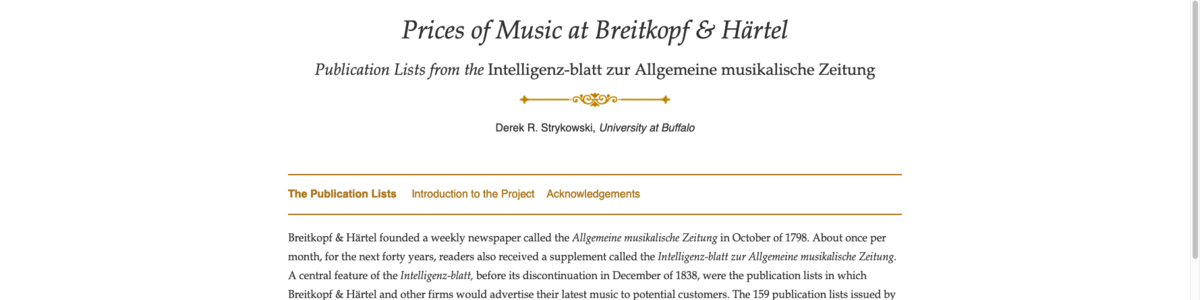 Prices of Music at Breitkopf & Härtel
Publication Lists from the Intelligenz-blatt zur Allgemeine musikalische Zeitung
Derek R. Strykowski, University at Buffalo
The Publication Lists Introduction to the Project Acknowledgements
Breitkopf & Härtel founded a weekly newspaper called the Allgemeine musikalische Zeitung in October of 1798. About once per
month, for the next forty years, readers also received a supplement called the Intelligenz-blatt zur Allgemeine musikalische Zeitung.
A central feature of the Intelligenz-blatt, before its discontinuation in December of 1838, were the publication lists in which
Breitkopf & Härtel and other firms would advertise their latest music to potential customers. The 159 publication lists issued by